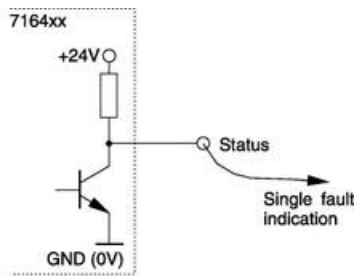 7164xx
+24V
Status
Single fault
indication
GND (0V)